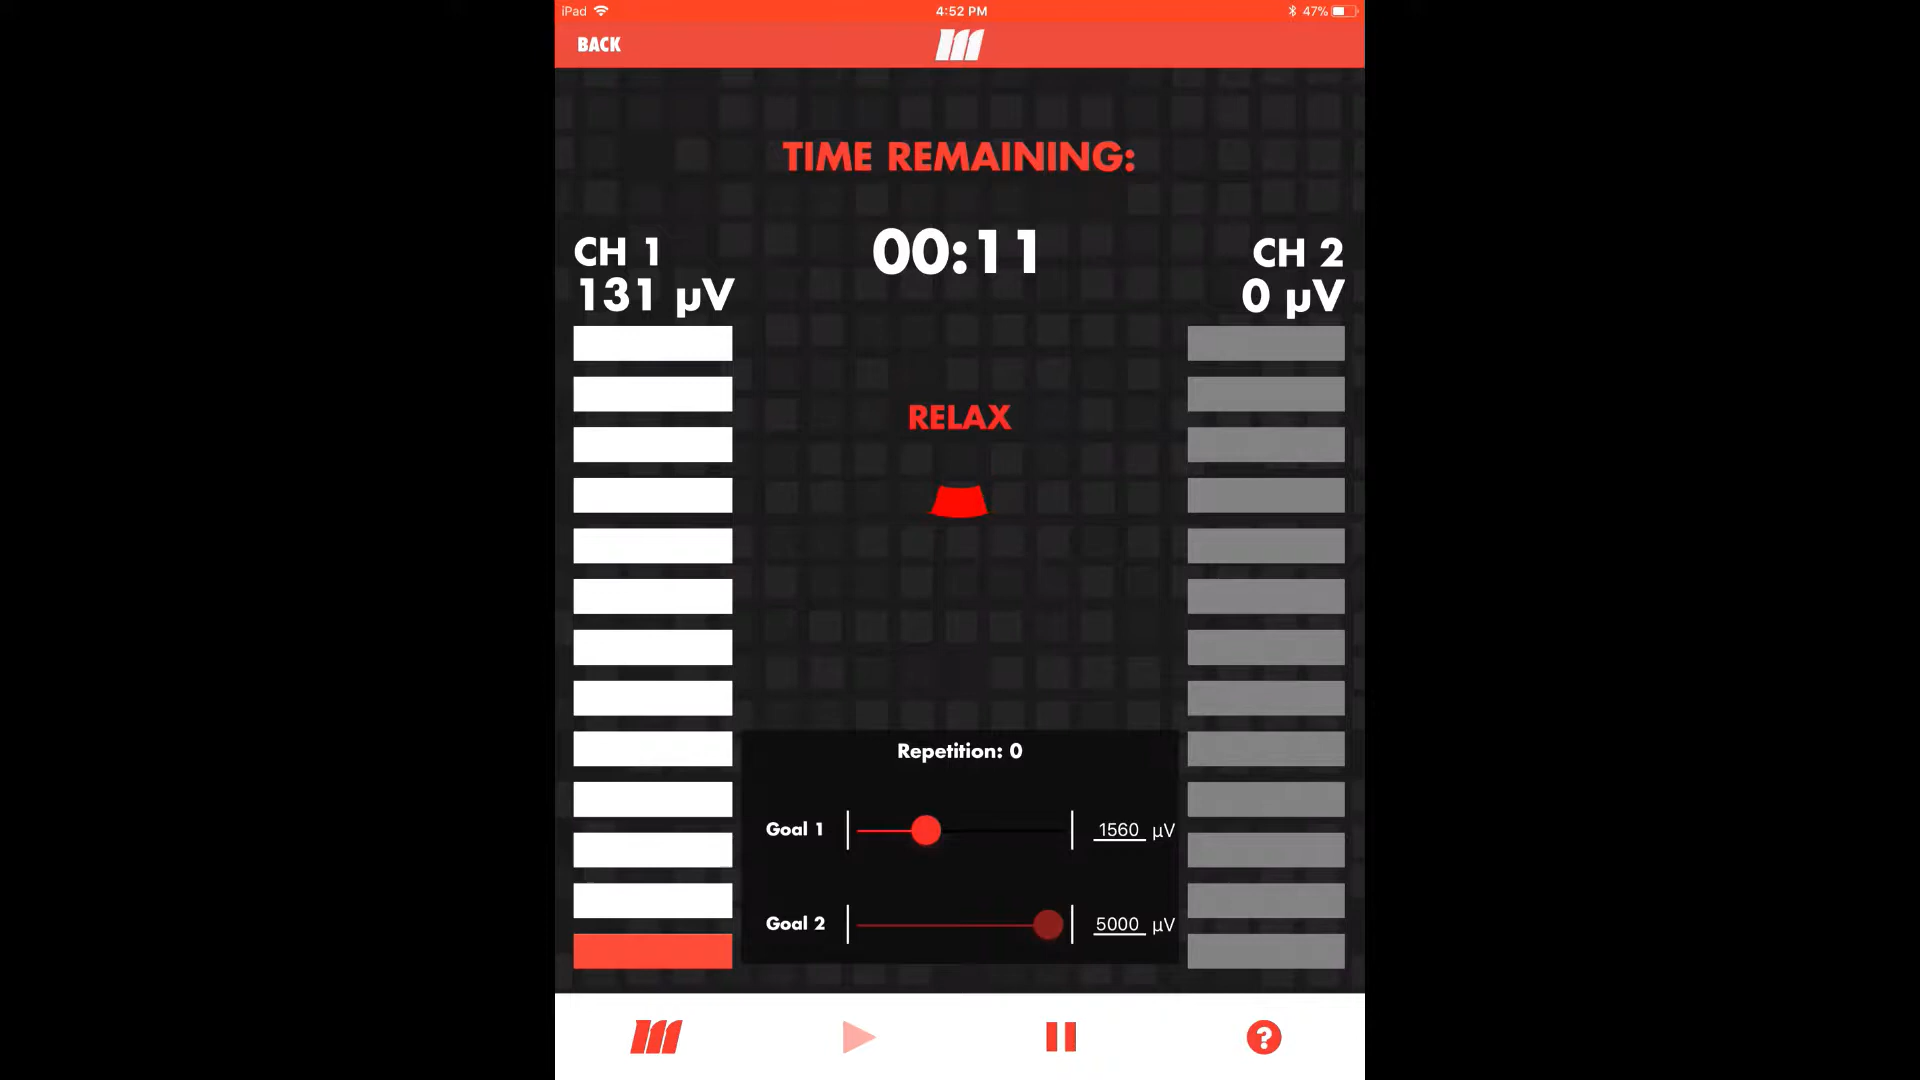 iPad 4:52 PM 47%
BACK
TIME REMAINING:
00:11
CH 1
131 µV
CH 2
0 µV
RELAX
Repetition: 0
Goal 1 1560 µV
Goal 2 5000 µV
?